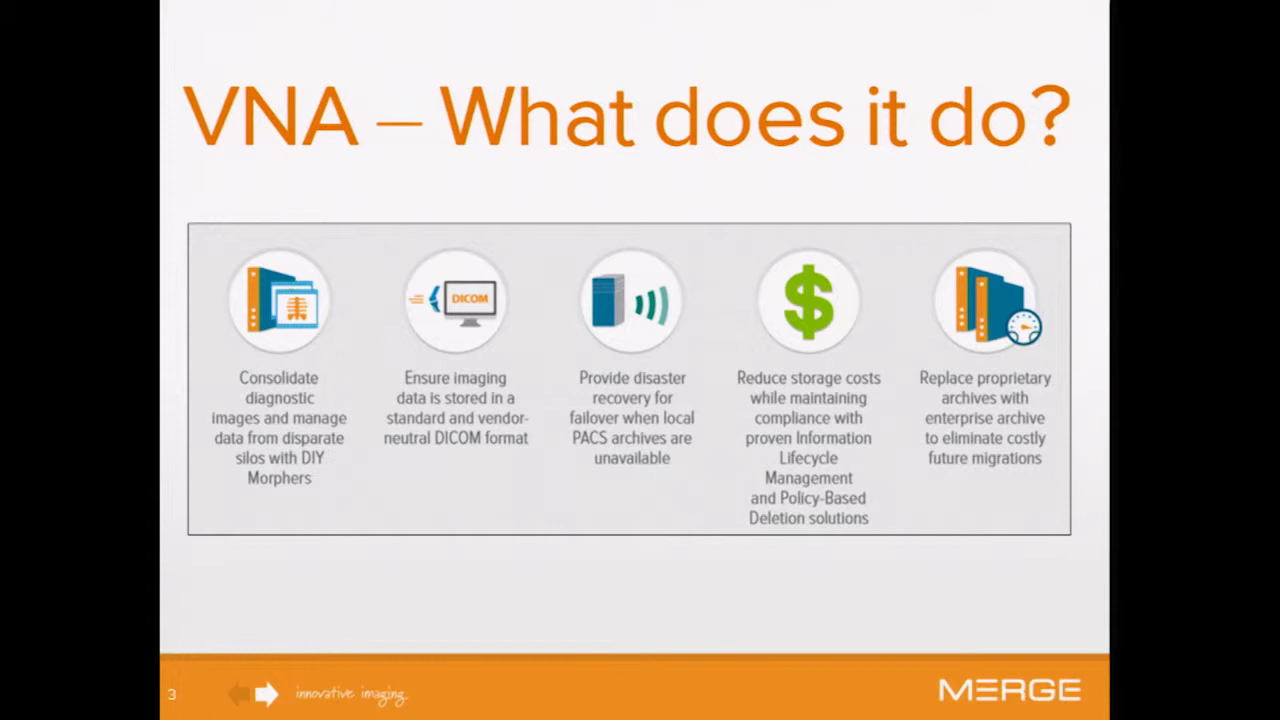 VNA – What does it do?
DICOM
Consolidate
diagnostic
images and manage
data from disparate
silos with DIY
Morphers
Ensure imaging
data is stored in a
standard and vendor-
neutral DICOM format
Provide disaster
recovery for
failover when local
PACS archives are
unavailable
Reduce storage costs
while maintaining
compliance with
proven Information
Lifecycle
Management
and Policy-Based
Deletion solutions
Replace proprietary
archives with
enterprise archive
to eliminate costly
future migrations
3
innovative imaging.
MERGE